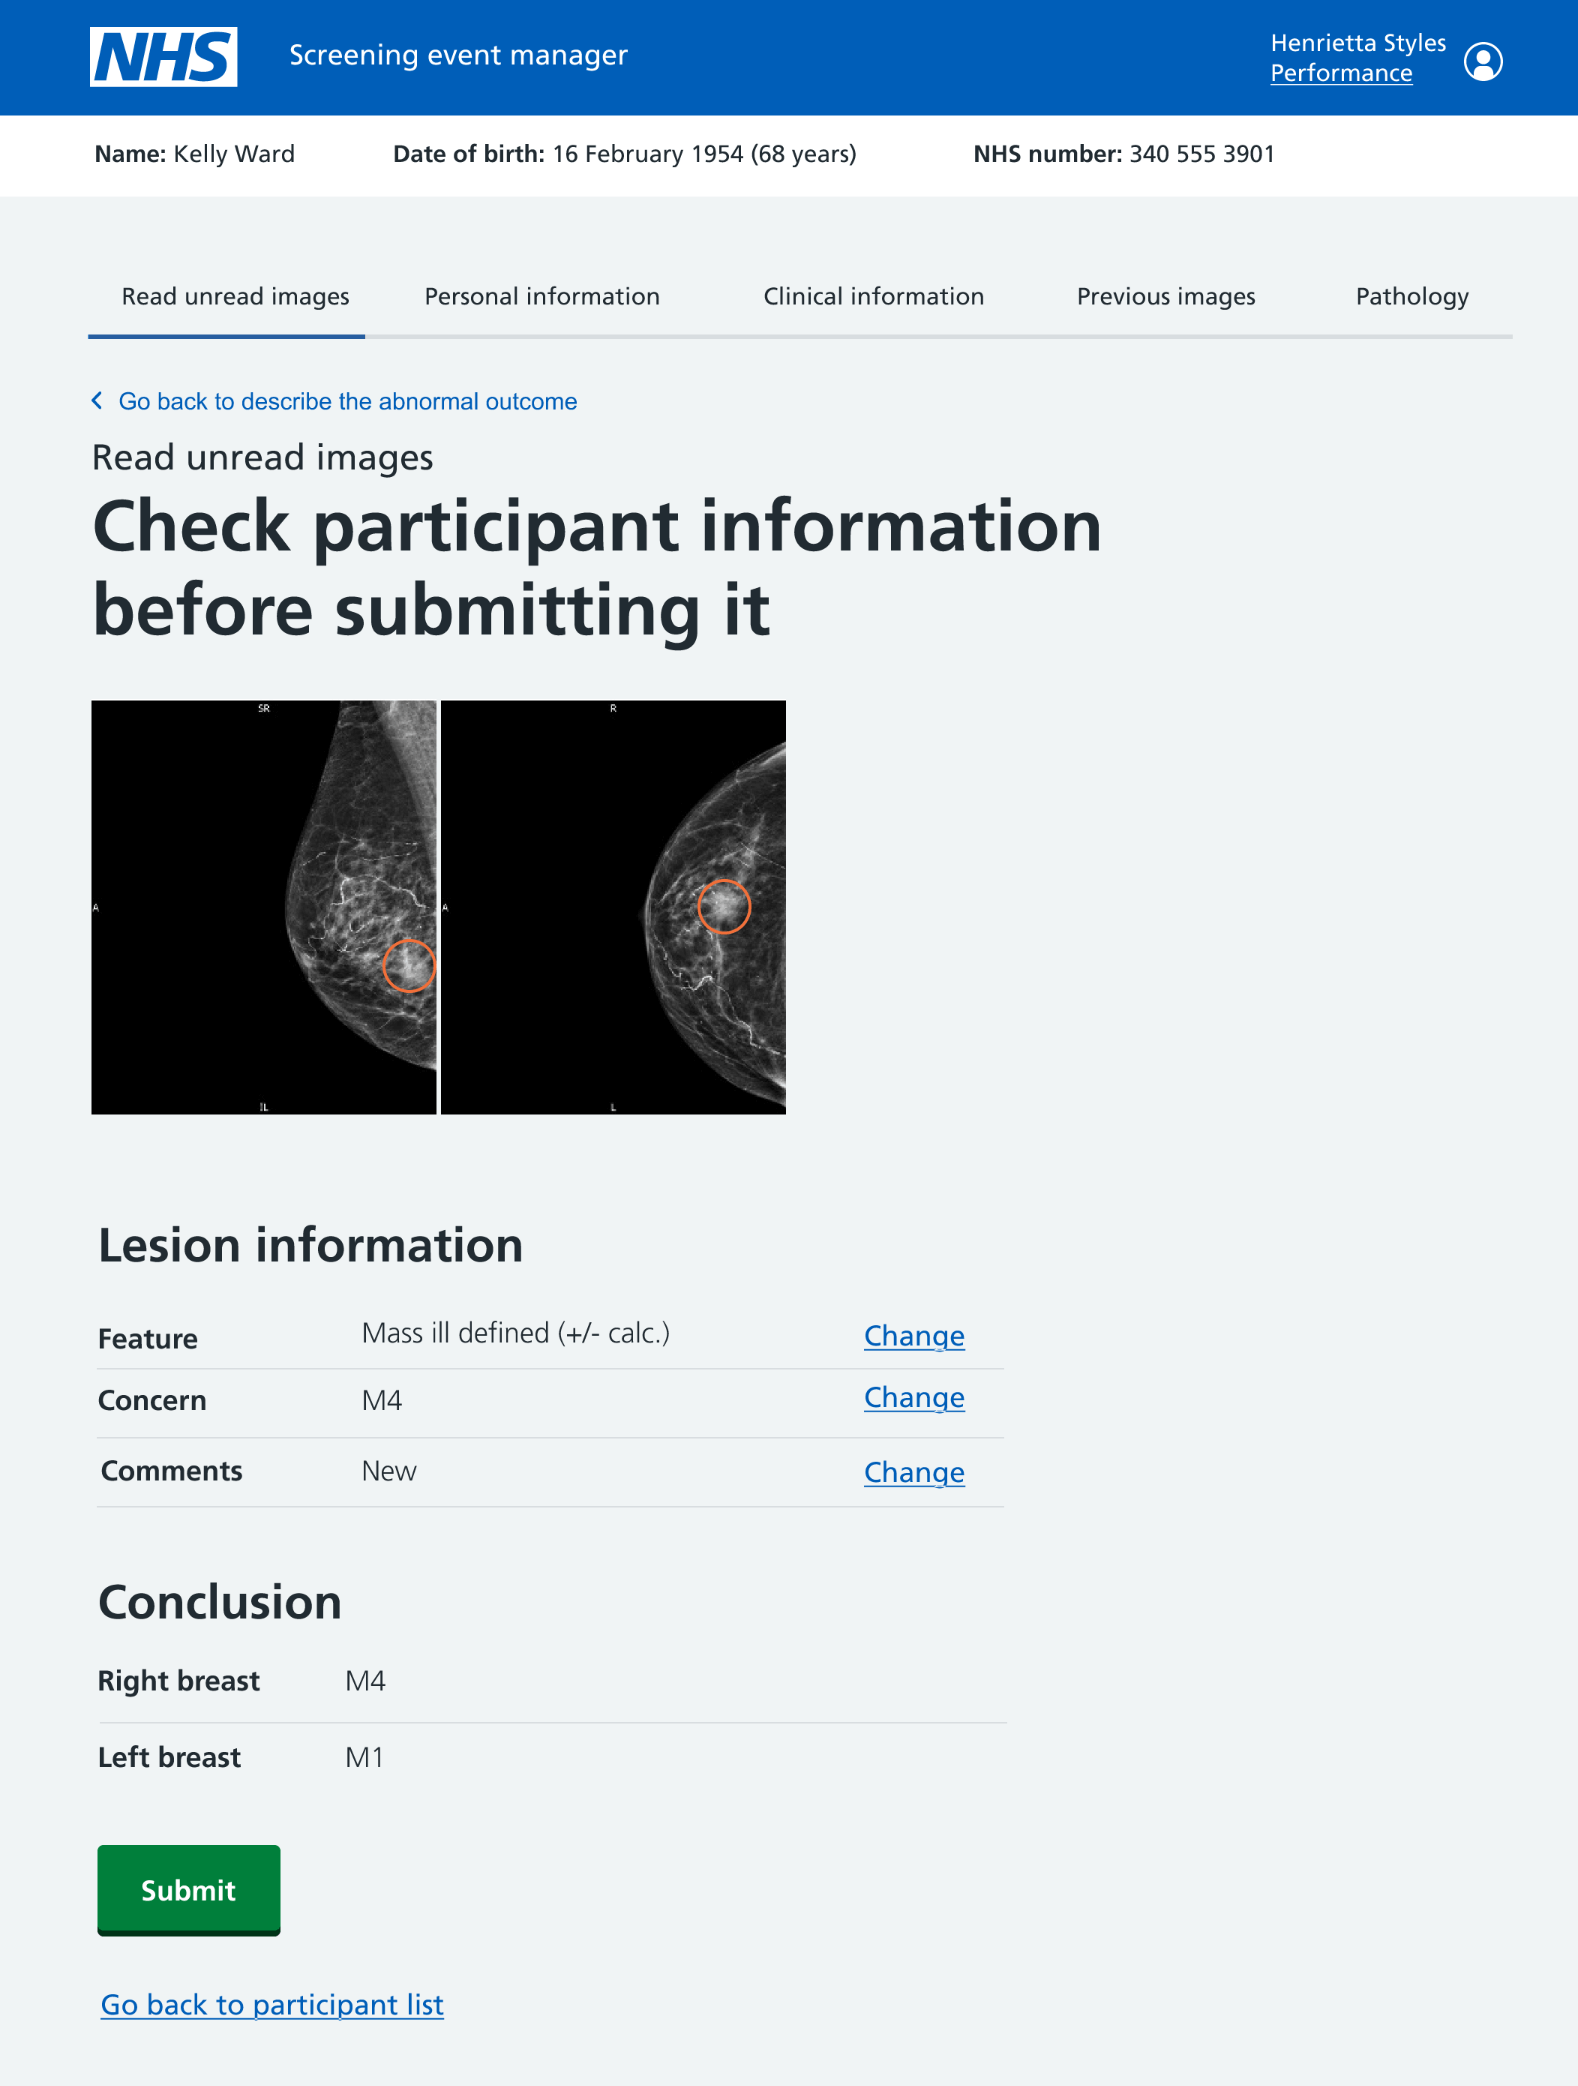 NHS
Screening event manager
Henrietta Styles
Performance
Name: Kelly Ward
Date of birth: 16 February 1954 (68 years)
NHS number: 340 555 3901
Read unread images
Personal information
Clinical information
Previous images
Pathology
Go back to describe the abnormal outcome
Read unread images
Check participant information
before submitting it
SR
R
A
A
IL
L
Lesion information
Feature Mass ill defined (+/- calc.) Change
Concern M4 Change
Comments New Change
Conclusion
Right breast M4
Left breast M1
Submit
Go back to participant list